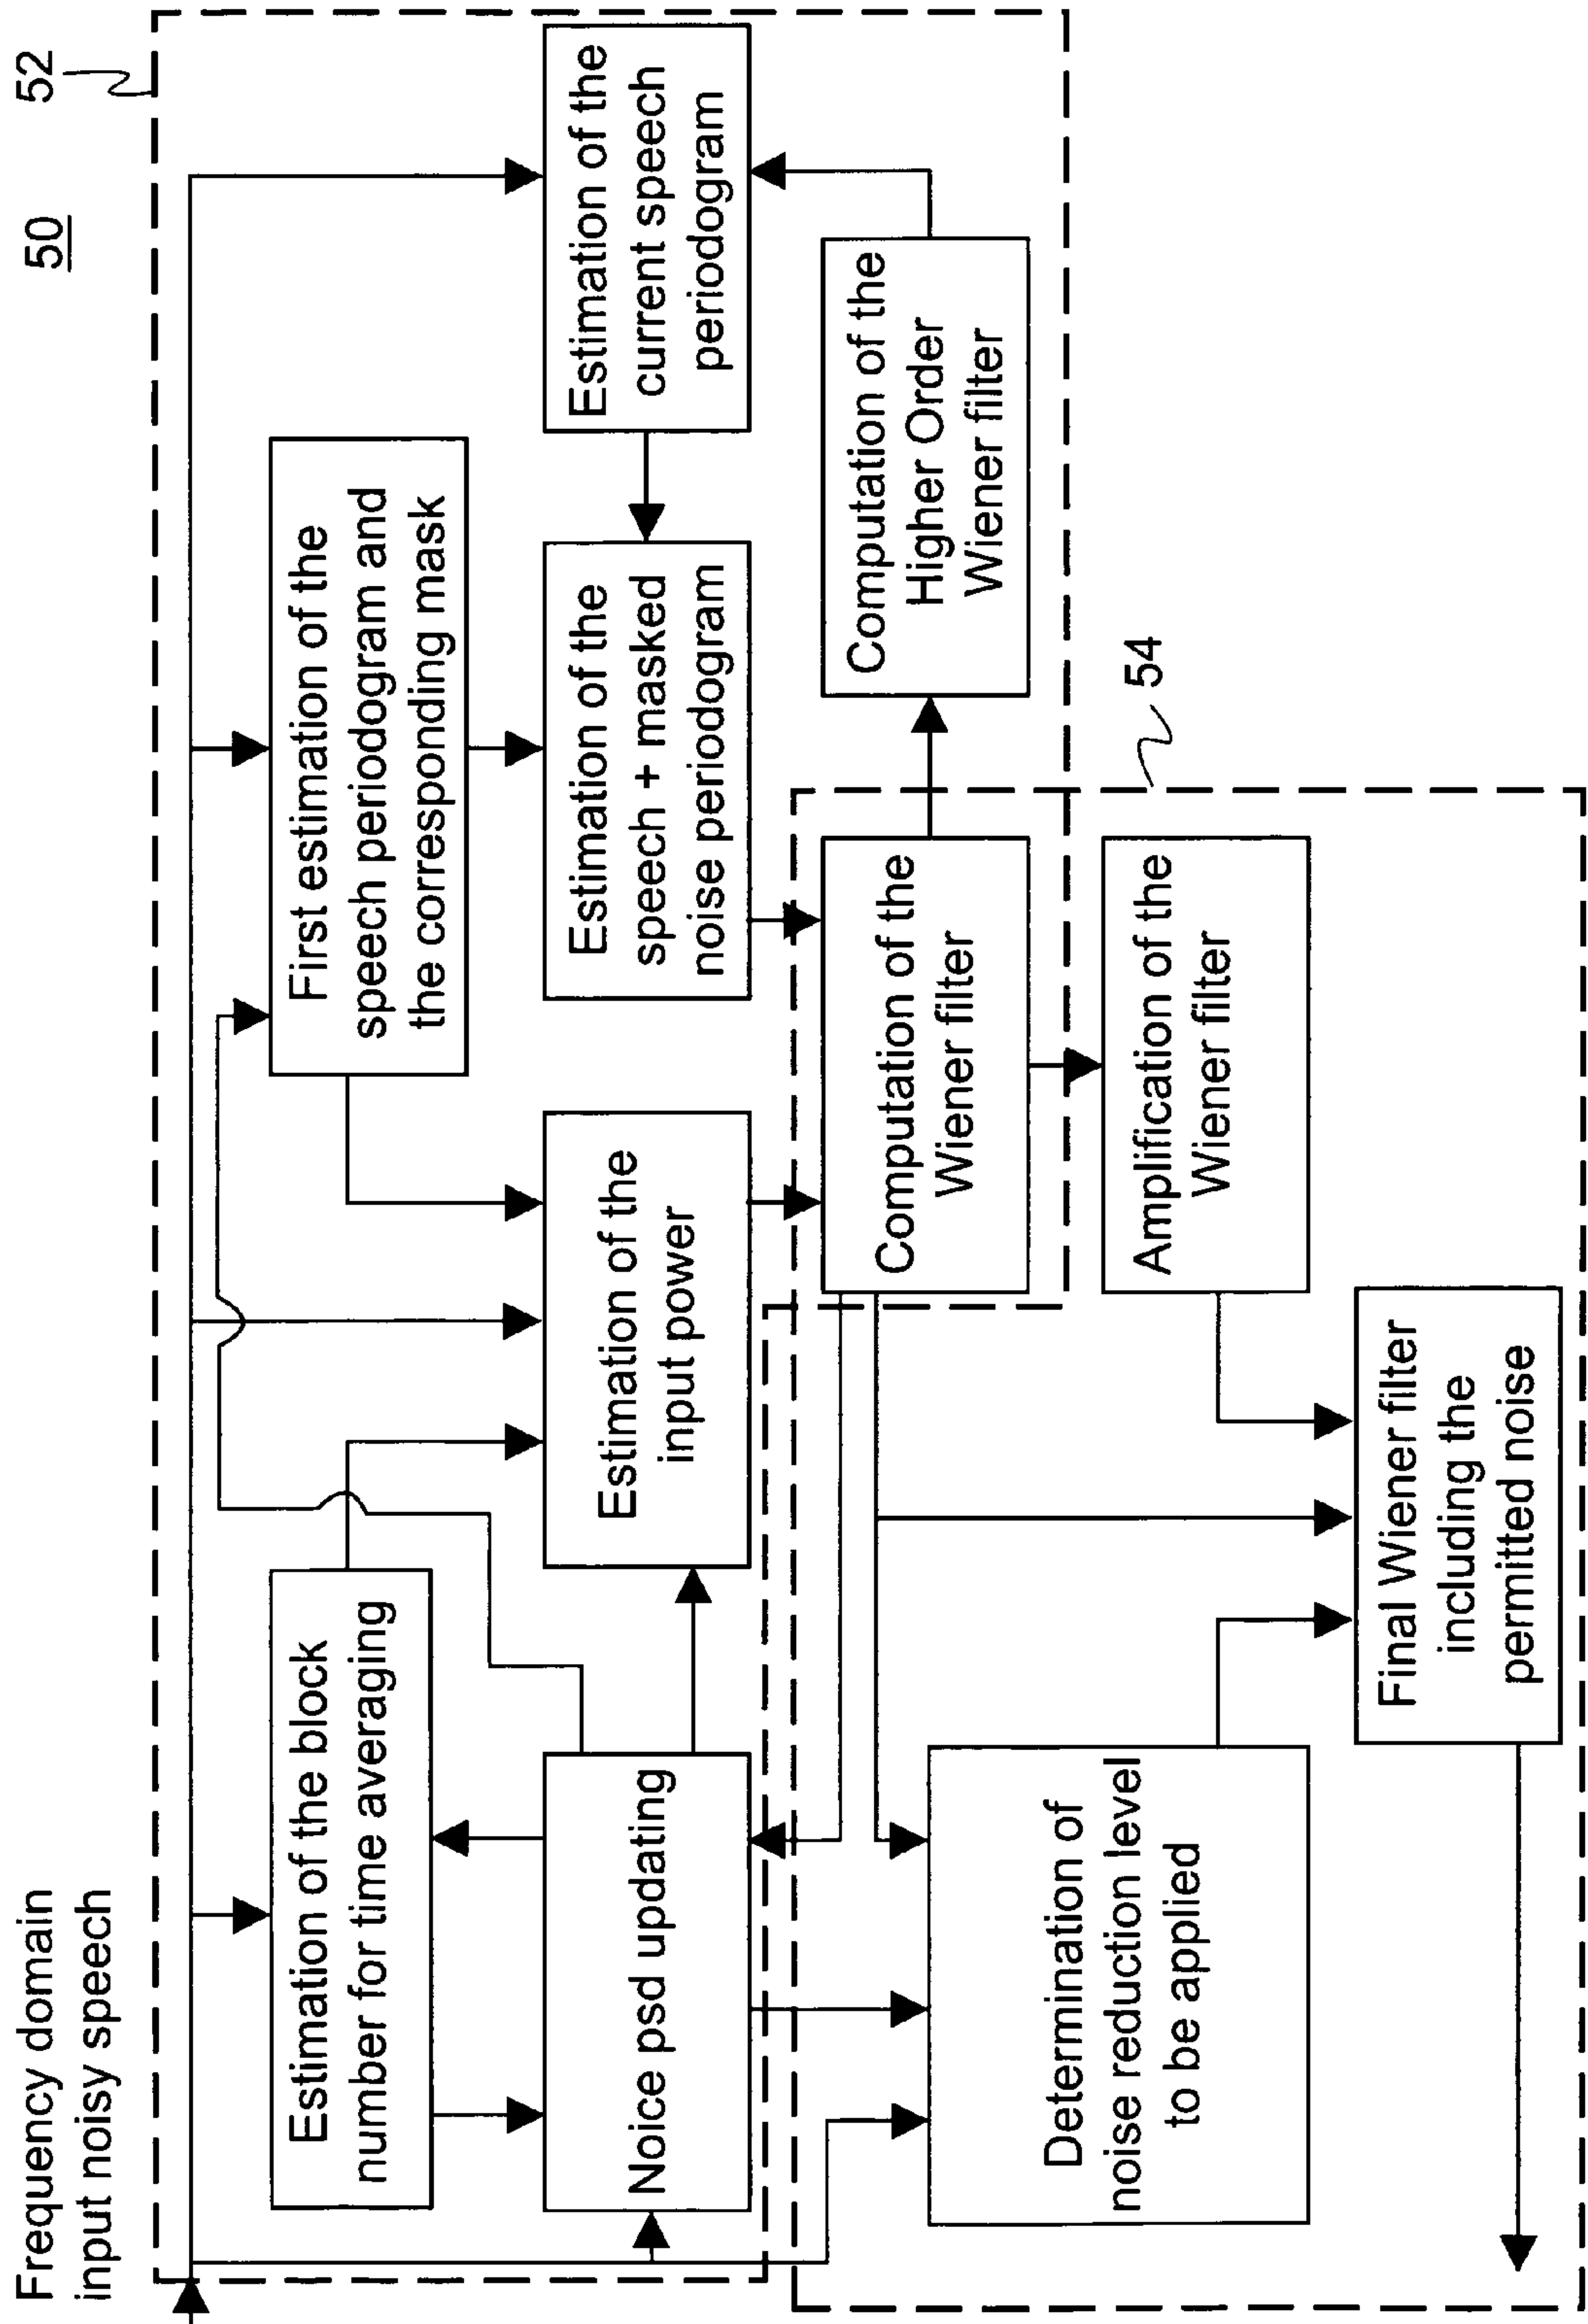 Frequency domain
input noisy speech
50
52
Estimation of the block
number for time averaging
First estimation of the
speech periodogram and
the corresponding mask
Noice psd updating
Estimation of the
input power
Estimation of the
speech + masked
noise periodogram
Estimation of the
current speech
periodogram
Computation of the
Wiener filter
Computation of the
Higher Order
Wiener filter
54
Determination of
noise reduction level
to be applied
Amplification of the
Wiener filter
Final Wiener filter
including the
permitted noise